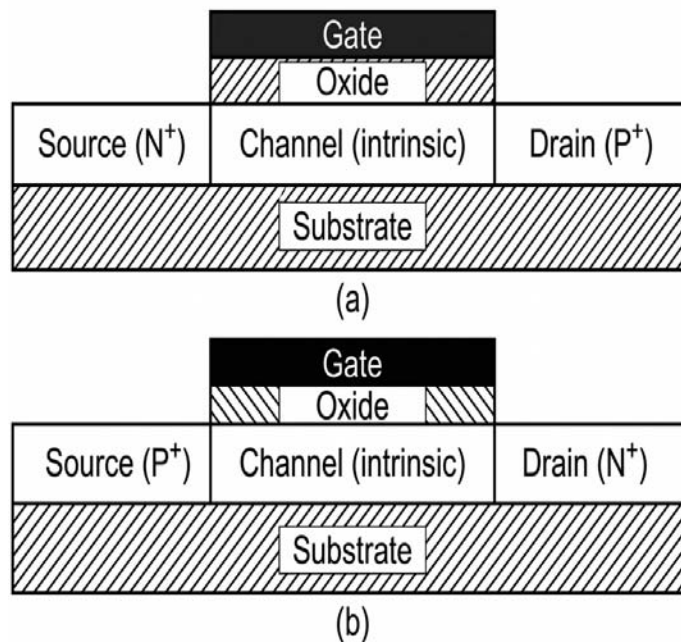 Gate
Oxide
Source (N⁺) Channel (intrinsic) Drain (P⁺)
Substrate
(a)
Gate
Oxide
Source (P⁺) Channel (intrinsic) Drain (N⁺)
Substrate
(b)